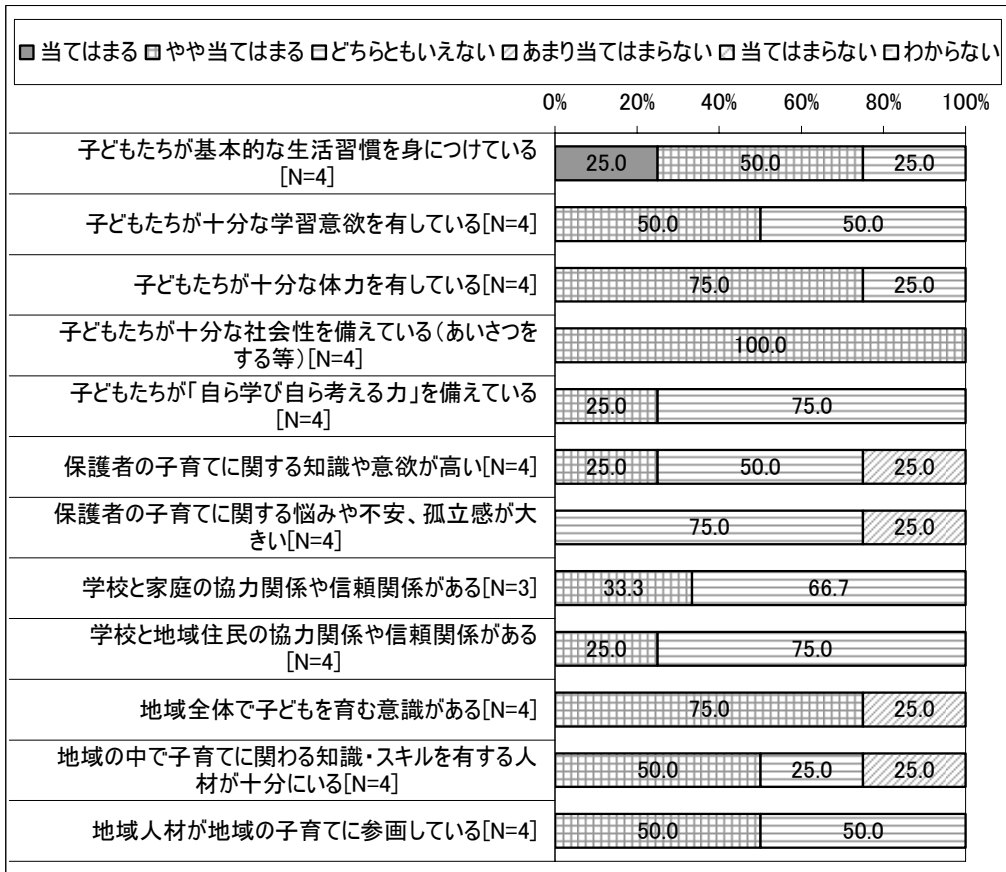 当てはまる やや当てはまる どちらともいえない あまり当てはまらない 当てはまらない わからない
0% 20% 40% 60% 80% 100%
子どもたちが基本的な生活習慣を身につけている
[N=4]
25.0 50.0 25.0
子どもたちが十分な学習意欲を有している[N=4]
50.0 50.0
子どもたちが十分な体力を有している[N=4]
75.0 25.0
子どもたちが十分な社会性を備えている(あいさつを
する等)[N=4]
100.0
子どもたちが「自ら学び自ら考える力」を備えている
[N=4]
25.0 75.0
保護者の子育てに関する知識や意欲が高い[N=4]
25.0 50.0 25.0
保護者の子育てに関する悩みや不安、孤立感が大
きい[N=4]
75.0 25.0
学校と家庭の協力関係や信頼関係がある[N=3]
33.3 66.7
学校と地域住民の協力関係や信頼関係がある
[N=4]
25.0 75.0
地域全体で子どもを育む意識がある[N=4]
75.0 25.0
地域の中で子育てに関わる知識・スキルを有する人
材が十分にいる[N=4]
50.0 25.0 25.0
地域人材が地域の子育てに参画している[N=4]
50.0 50.0